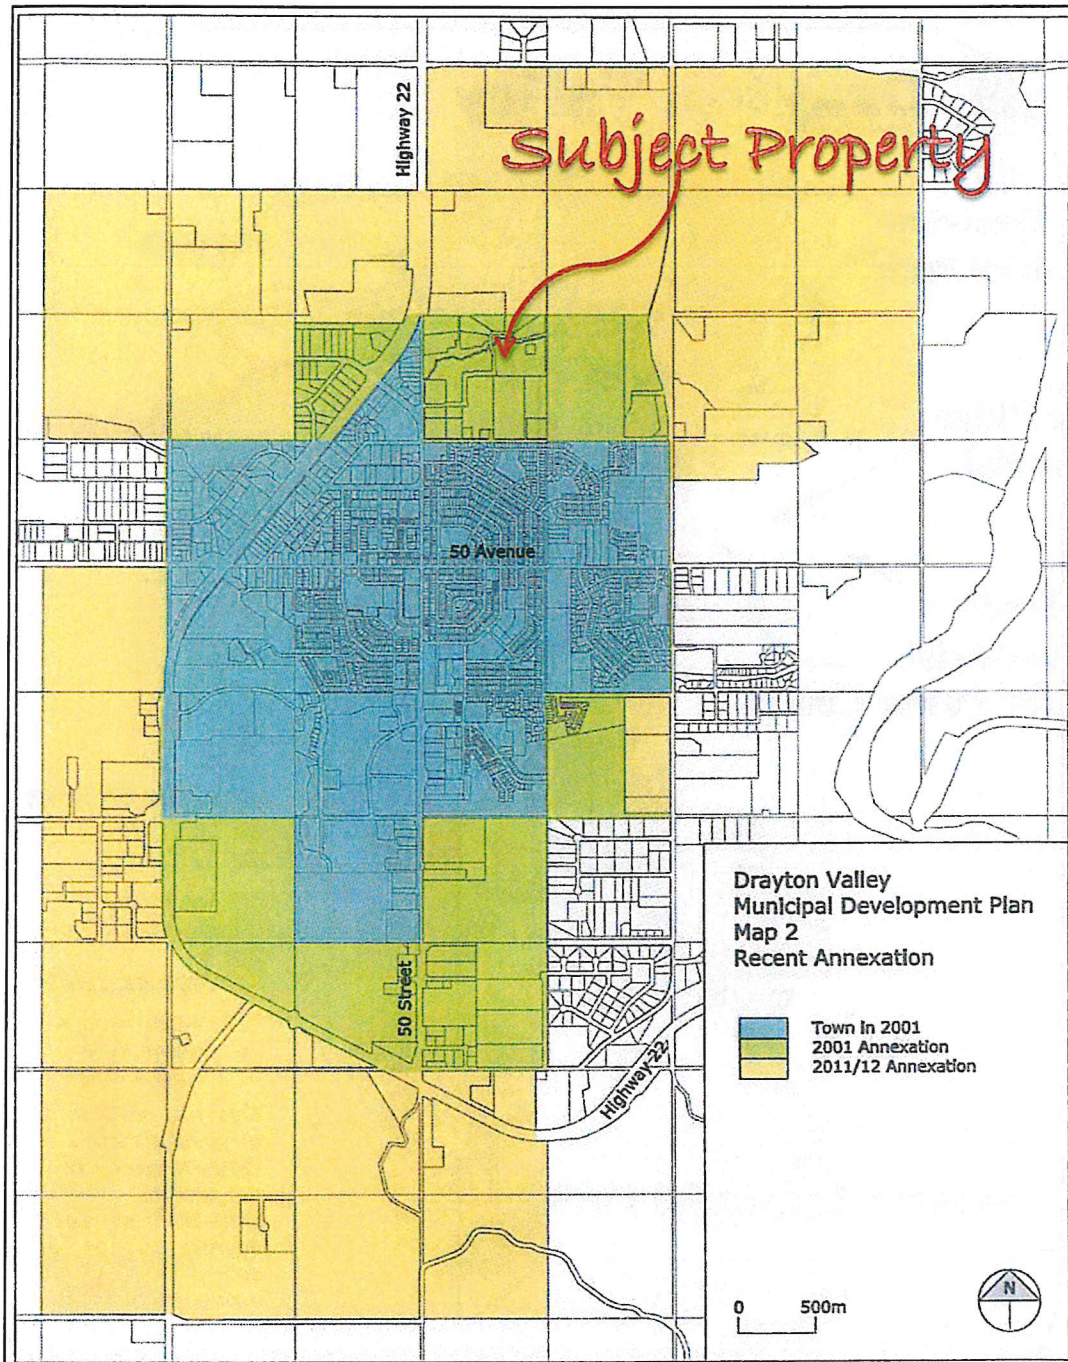 Highway 22
Subject Property
50 Avenue
50 Street
Highway 22
Drayton Valley
Municipal Development Plan
Map 2
Recent Annexation
Town in 2001
2001 Annexation
2011/12 Annexation
0 500m
N